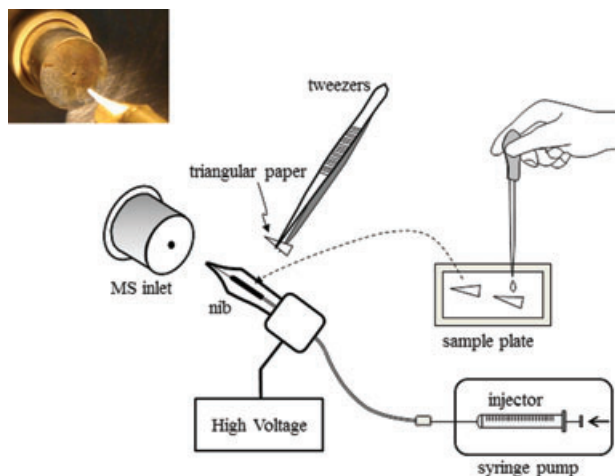 tweezers
triangular paper
MS inlet
nib
sample plate
High Voltage
injector
syringe pump